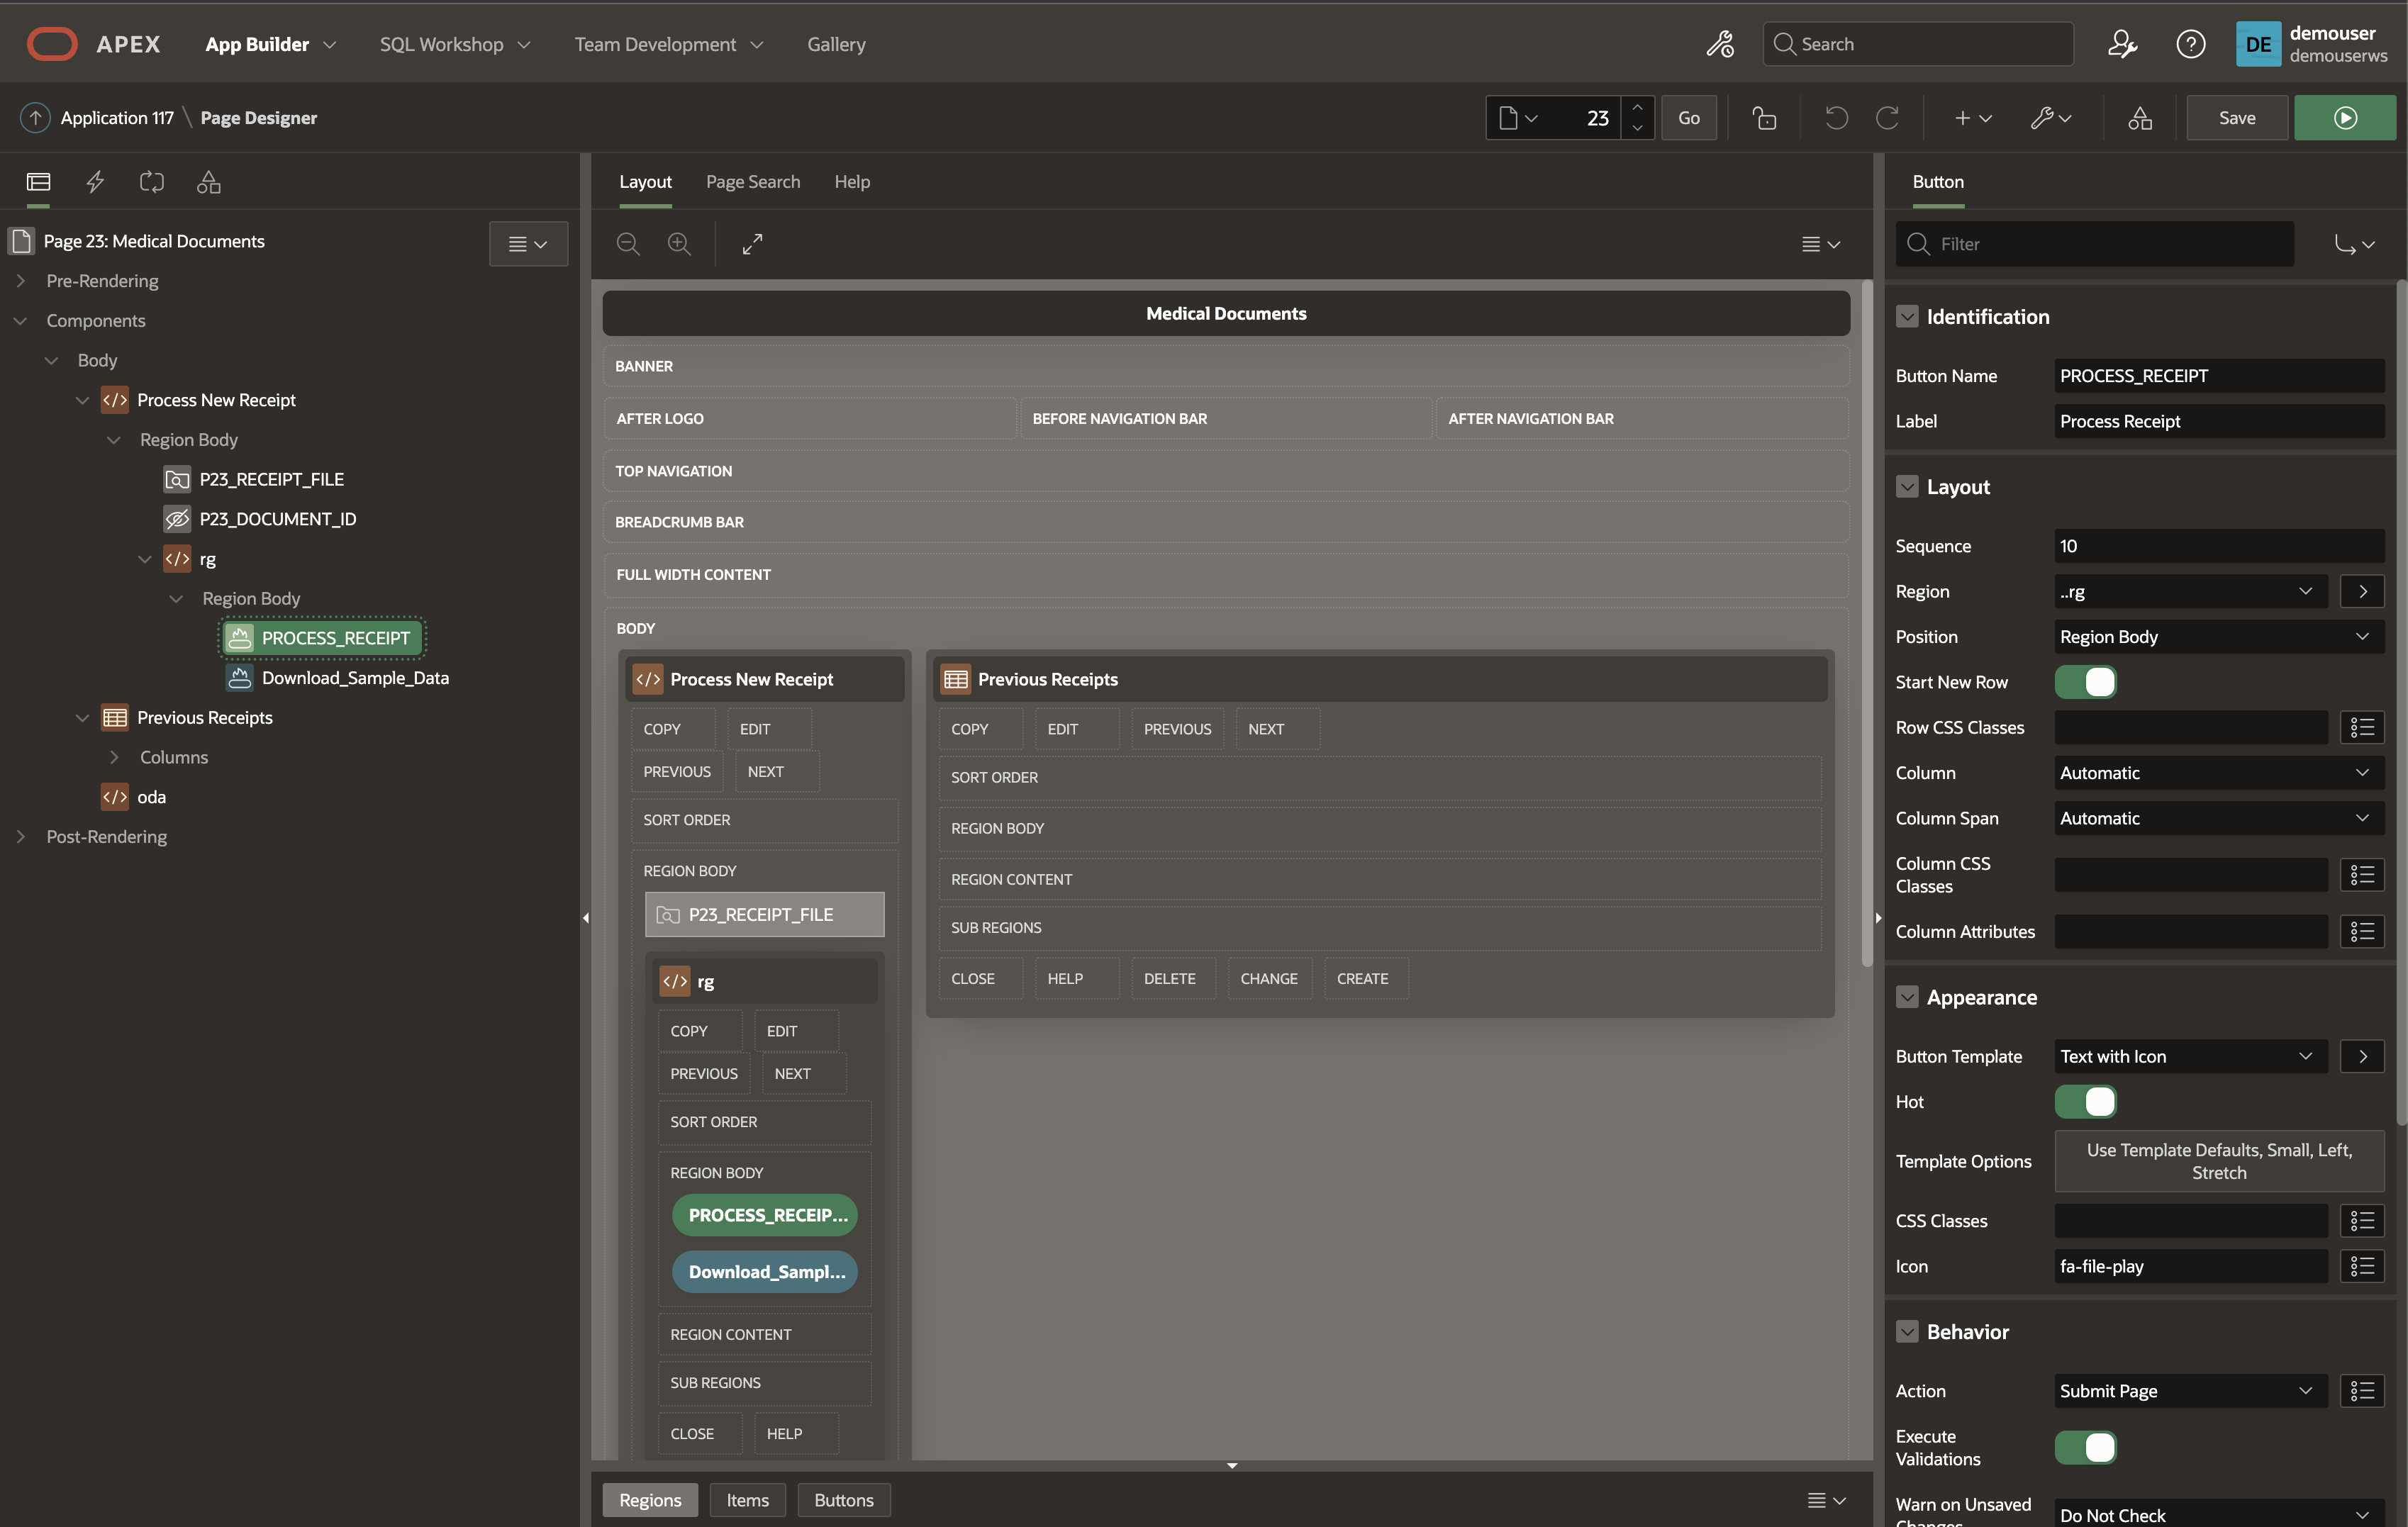 APEX
App Builder
SQL Workshop
Team Development
Gallery
Search
DE
demouser
demouserws
Application 117 \ Page Designer
23
Go
Save
Page 23: Medical Documents
Pre-Rendering
Components
Body
Process New Receipt
Region Body
P23_RECEIPT_FILE
P23_DOCUMENT_ID
rg
Region Body
PROCESS_RECEIPT
Download_Sample_Data
Previous Receipts
Columns
oda
Post-Rendering
Layout
Page Search
Help
Medical Documents
BANNER
AFTER LOGO
BEFORE NAVIGATION BAR
AFTER NAVIGATION BAR
TOP NAVIGATION
BREADCRUMB BAR
FULL WIDTH CONTENT
BODY
Process New Receipt
COPY
EDIT
PREVIOUS
NEXT
SORT ORDER
REGION BODY
P23_RECEIPT_FILE
rg
COPY
EDIT
PREVIOUS
NEXT
SORT ORDER
REGION BODY
PROCESS_RECEIP...
Download_Sampl...
REGION CONTENT
SUB REGIONS
CLOSE
HELP
Previous Receipts
COPY
EDIT
PREVIOUS
NEXT
SORT ORDER
REGION BODY
REGION CONTENT
SUB REGIONS
CLOSE
HELP
DELETE
CHANGE
CREATE
Regions
Items
Buttons
Button
Filter
Identification
Button Name
PROCESS_RECEIPT
Label
Process Receipt
Layout
Sequence
10
Region
..rg
Position
Region Body
Start New Row
Row CSS Classes
Column
Automatic
Column Span
Automatic
Column CSS
Classes
Column Attributes
Appearance
Button Template
Text with Icon
Hot
Template Options
Use Template Defaults, Small, Left,
Stretch
CSS Classes
Icon
fa-file-play
Behavior
Action
Submit Page
Execute
Validations
Warn on Unsaved
Changes
Do Not Check